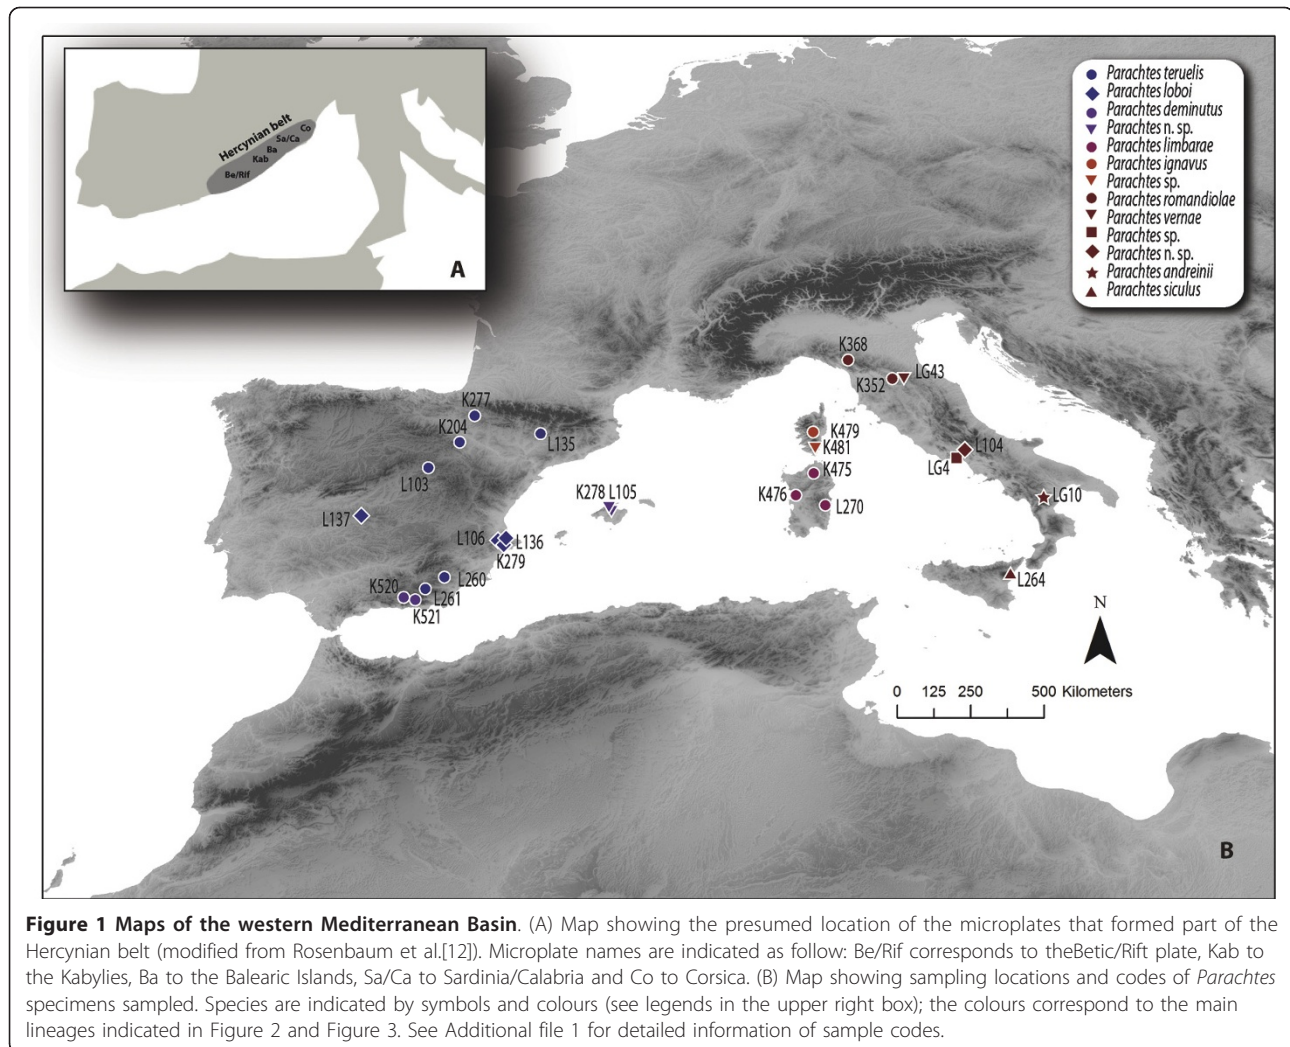 Hercynian belt
Co
Sa/Ca
Ba
Kab
Be/Rif
A
Parachtes teruelis
Parachtes loboi
Parachtes deminutus
Parachtes n. sp.
Parachtes limbarae
Parachtes ignavus
Parachtes sp.
Parachtes romandiolae
Parachtes vernae
Parachtes sp.
Parachtes n. sp.
Parachtes andreinii
Parachtes siculus
K368
K352
LG43
K277
K204
L135
L103
K479
K481
K475
K476
L270
L104
LG4
LG10
L137
K278 L105
L106
L136
K279
L260
K520
L261
K521
L264
N
0 125 250 500 Kilometers
B
Figure 1 Maps of the western Mediterranean Basin. (A) Map showing the presumed location of the microplates that formed part of the
Hercynian belt (modified from Rosenbaum et al.[12]). Microplate names are indicated as follow: Be/Rif corresponds to theBetic/Rift plate, Kab to
the Kabylies, Ba to the Balearic Islands, Sa/Ca to Sardinia/Calabria and Co to Corsica. (B) Map showing sampling locations and codes of Parachtes
specimens sampled. Species are indicated by symbols and colours (see legends in the upper right box); the colours correspond to the main
lineages indicated in Figure 2 and Figure 3. See Additional file 1 for detailed information of sample codes.